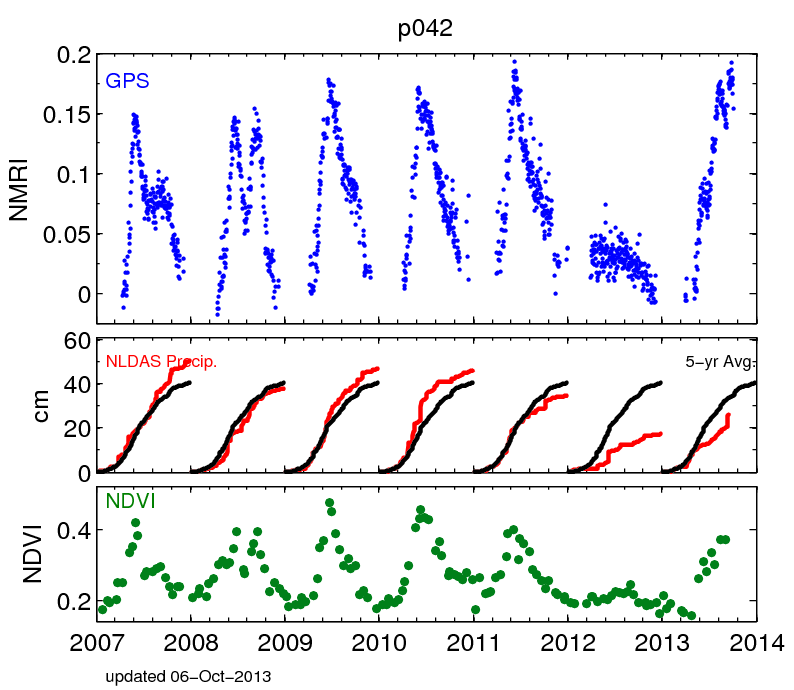 p042
GPS
NMRI
0.2
0.15
0.1
0.05
0
NLDAS Precip.
5-yr Avg.
cm
60
40
20
0
NDVI
NDVI
0.4
0.2
2007 2008 2009 2010 2011 2012 2013 2014
updated 06-Oct-2013